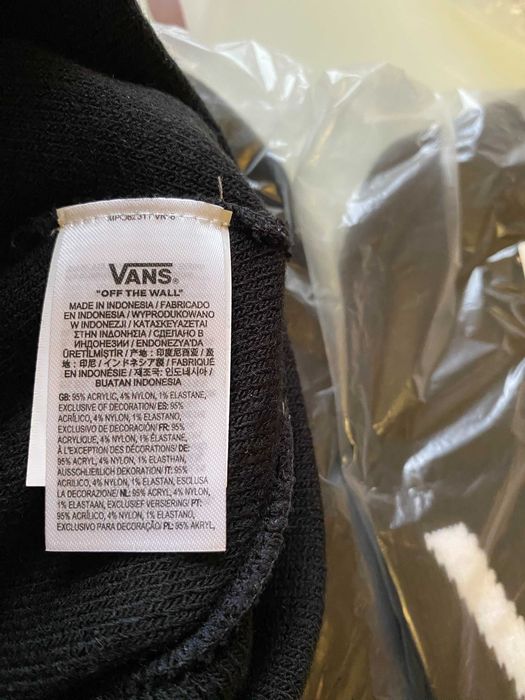 VANS®
"OFF THE WALL"
MADE IN INDONESIA / FABRICADO
EN INDONESIA / WYPRODUKOWANO
W INDONEZJI / ΚΑΤΑΣΚΕΥΑΖΕΤΑΙ
ΣΤΗΝ ΙΝΔΟΝΗΣΙΑ / СДЕЛАНО В
ИНДОНЕЗИИ / ENDONEZYA'DA
ÜRETİLMİŞTİR / 产地：印度尼西亚 / 産
地：印尼 / インドネシア製 / FABRIQUÉ
EN INDONÉSIE / 제조국: 인도네시아 /
BUATAN INDONESIA
GB: 95% ACRYLIC, 4% NYLON, 1% ELASTANE,
EXCLUSIVE OF DECORATION/ ES: 95%
ACRÍLICO, 4% NYLON, 1% ELASTANO,
EXCLUSIVO DE DECORACIÓN/ FR: 95%
ACRYLIQUE, 4% NYLON, 1% ÉLASTANE,
À L'EXCEPTION DES DÉCORATIONS/ DE:
95% ACRYL, 4% NYLON, 1% ELASTHAN,
AUSSCHLIEßLICH DEKORATION/ IT: 95%
ACRILICO, 4% NYLON, 1% ELASTAN, ESCLUSA
LA DECORAZIONE/ NL: 95% ACRYL, 4% NYLON,
1% ELASTAAN, EXCLUSIEF VERSIERING/ PT:
95% ACRÍLICO, 4% NYLON, 1% ELASTANO,
EXCLUSIVO PARA DECORAÇÃO/ PL: 95% AKRYL,